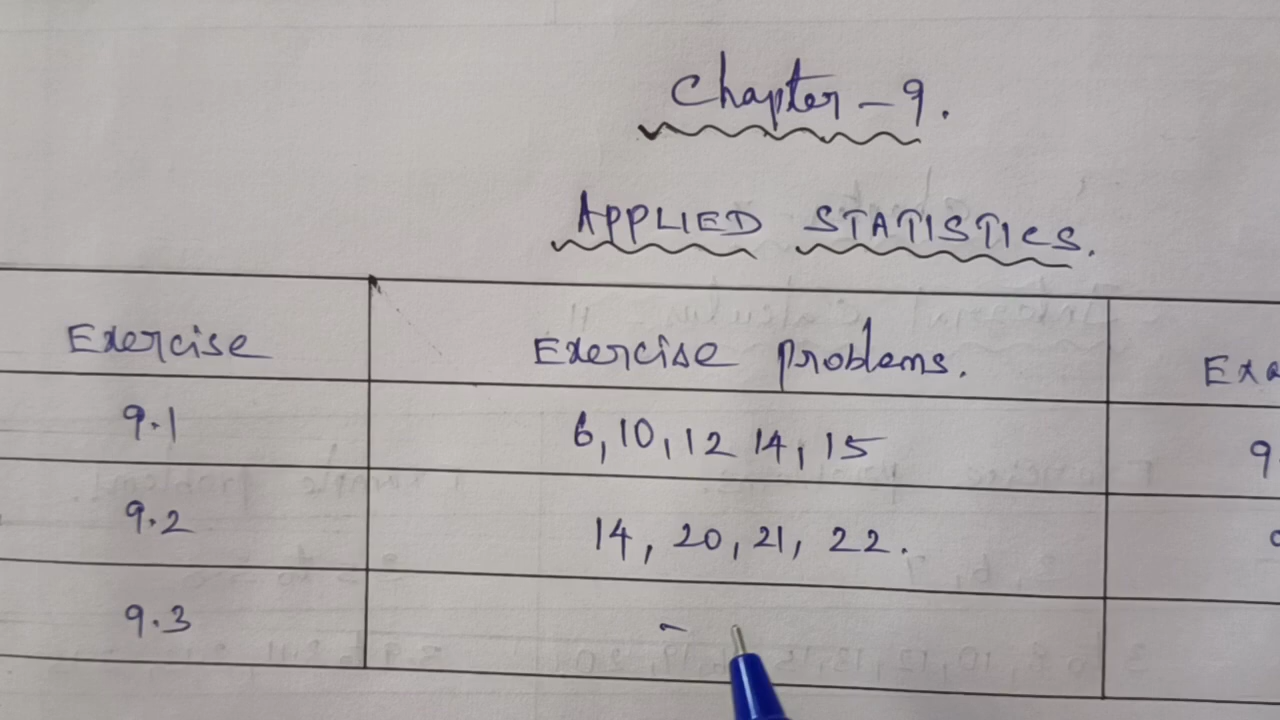 Chapter - 9.
APPLIED STATISTICS.
Exercise Exercise problems.
9.1 6, 10, 12 14, 15
9.2 14, 20, 21, 22.
9.3 -